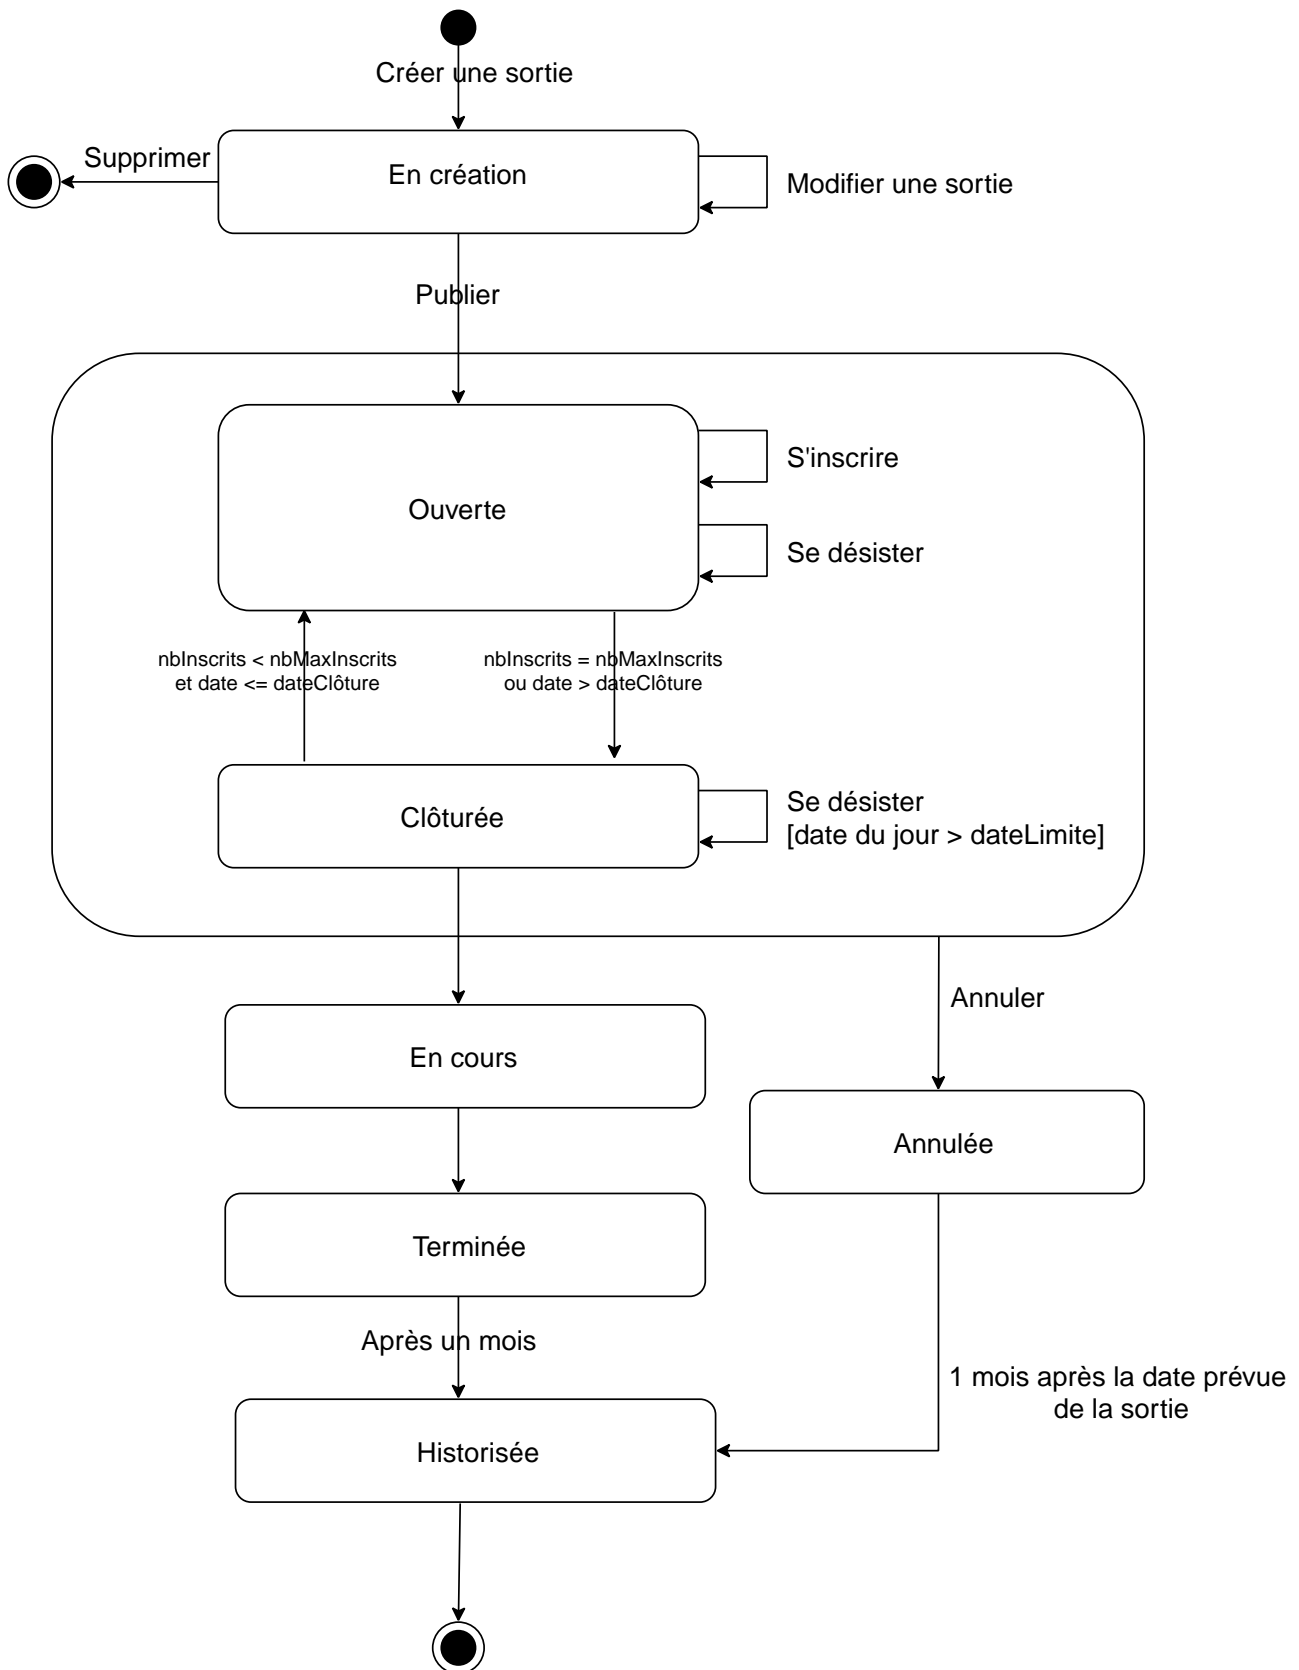 Créer une sortie
Supprimer
En création
Modifier une sortie
Publier
S'inscrire
Ouverte
Se désister
nbInscrits < nbMaxInscrits
et date <= dateClôture
nbInscrits = nbMaxInscrits
ou date > dateClôture
Clôturée
Se désister
[date du jour > dateLimite]
Annuler
En cours
Annulée
Terminée
Après un mois
1 mois après la date prévue
de la sortie
Historisée